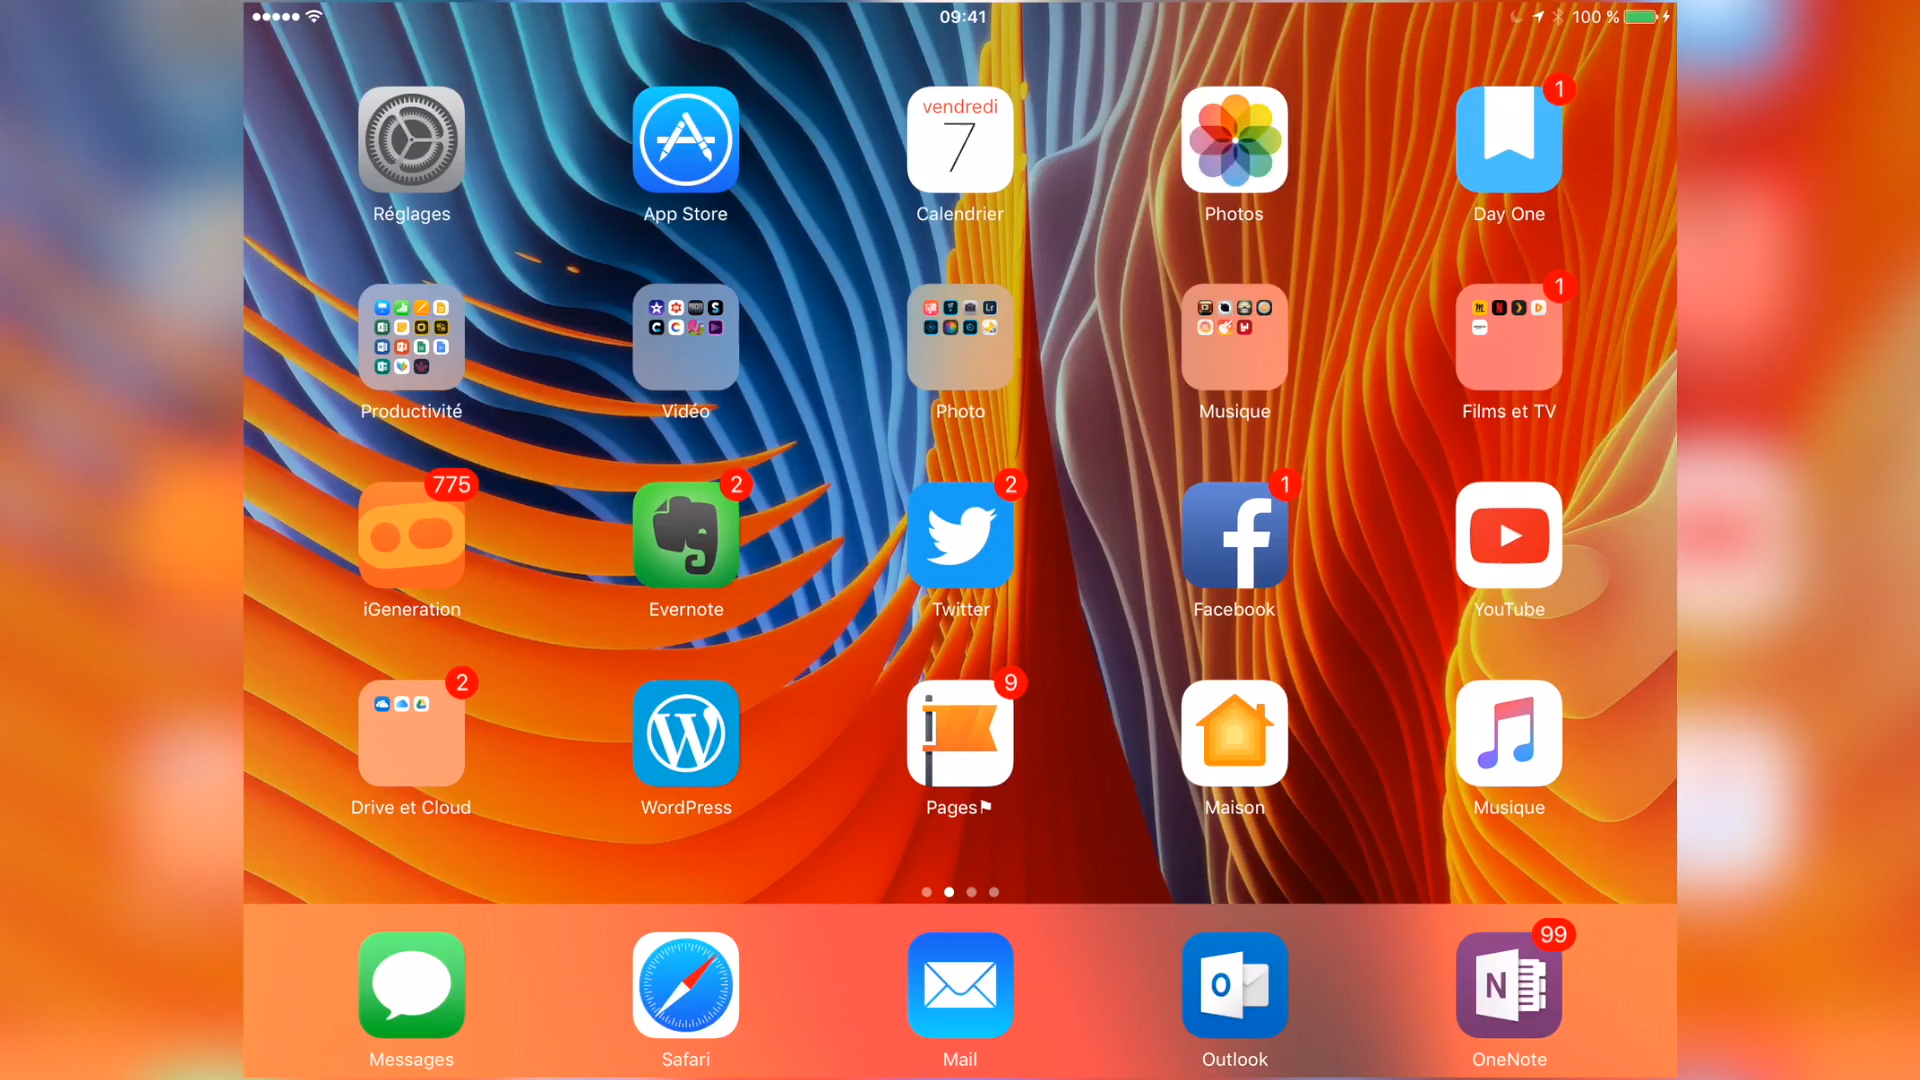 09:41
100 %
vendredi
7
1
Réglages
App Store
Calendrier
Photos
Day One
1
Productivité
Vidéo
Photo
Musique
Films et TV
775
2
2
1
iGeneration
Evernote
Twitter
Facebook
YouTube
2
9
Drive et Cloud
WordPress
Pages⚑
Maison
Musique
99
Messages
Safari
Mail
Outlook
OneNote